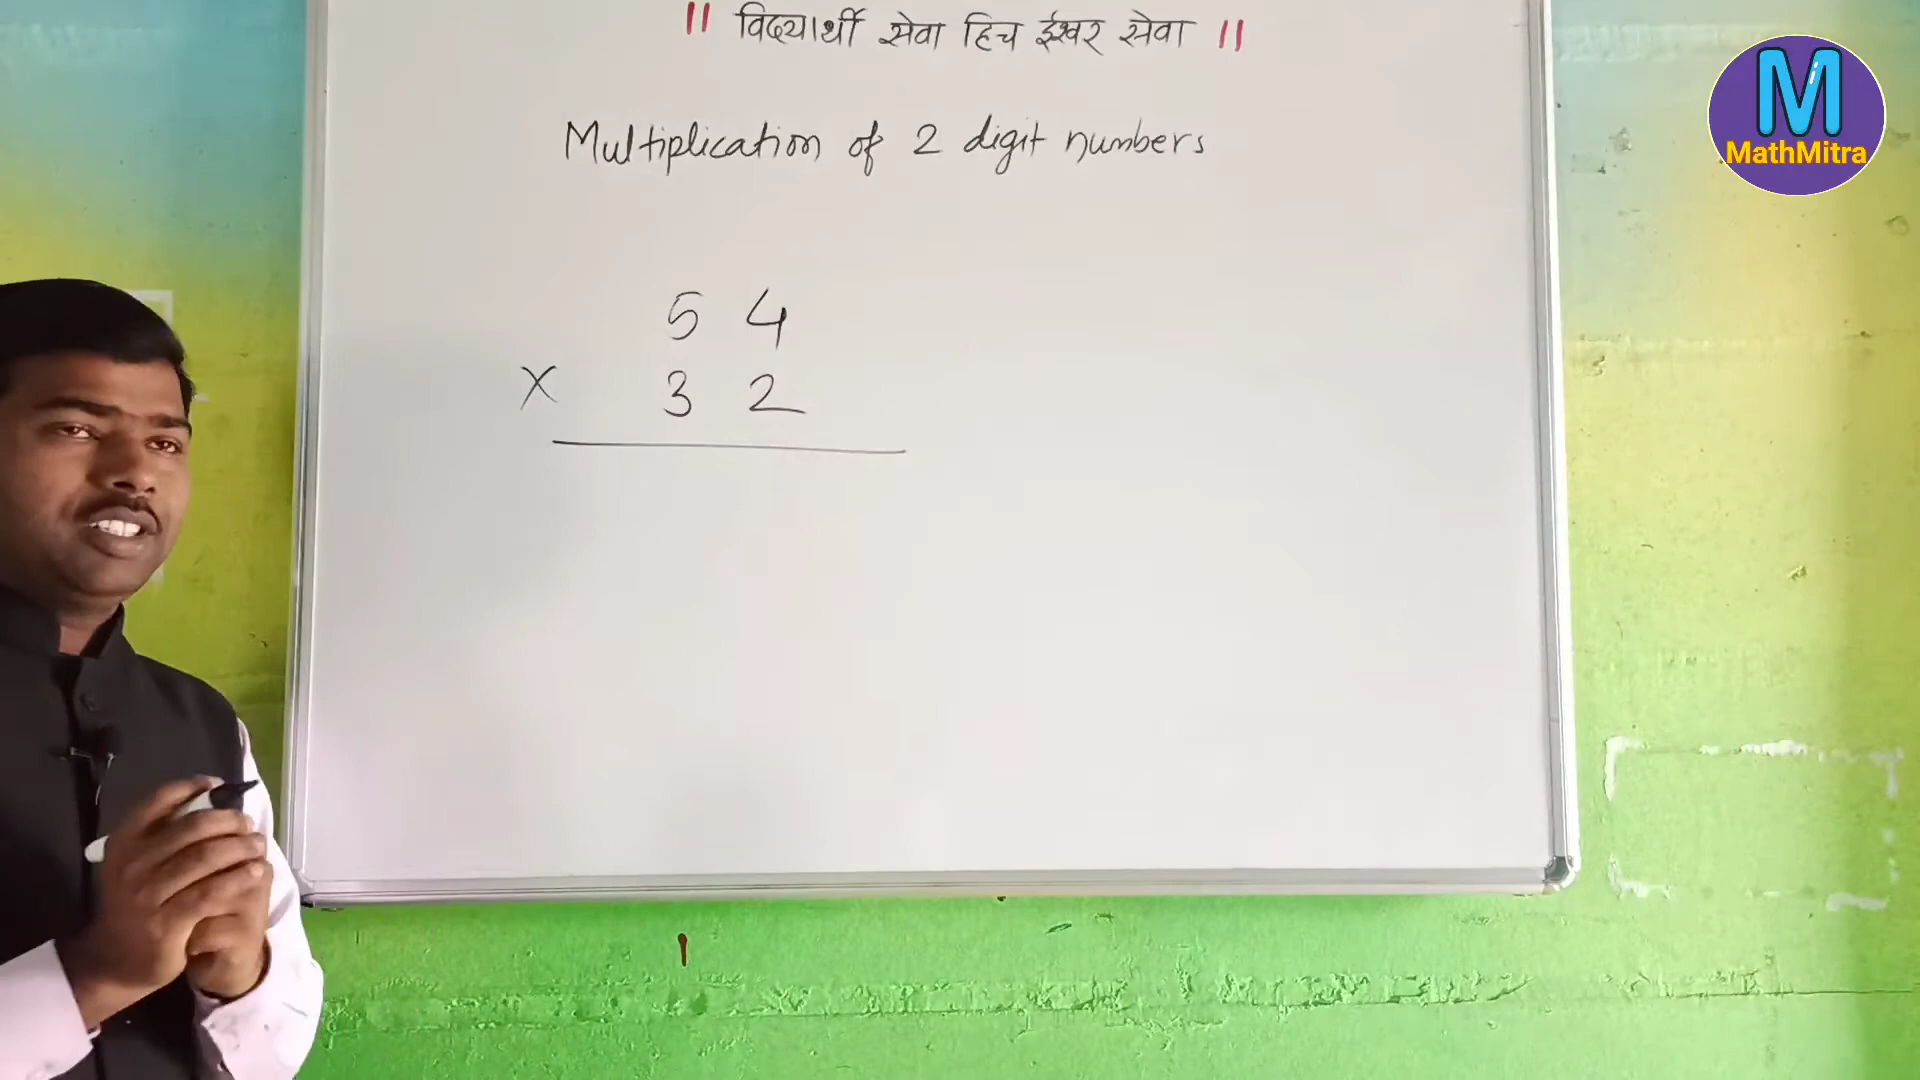 || विद्यार्थी सेवा हिच ईश्वर सेवा ||
M
MathMitra
Multiplication of 2 digit numbers
5 4
X 3 2